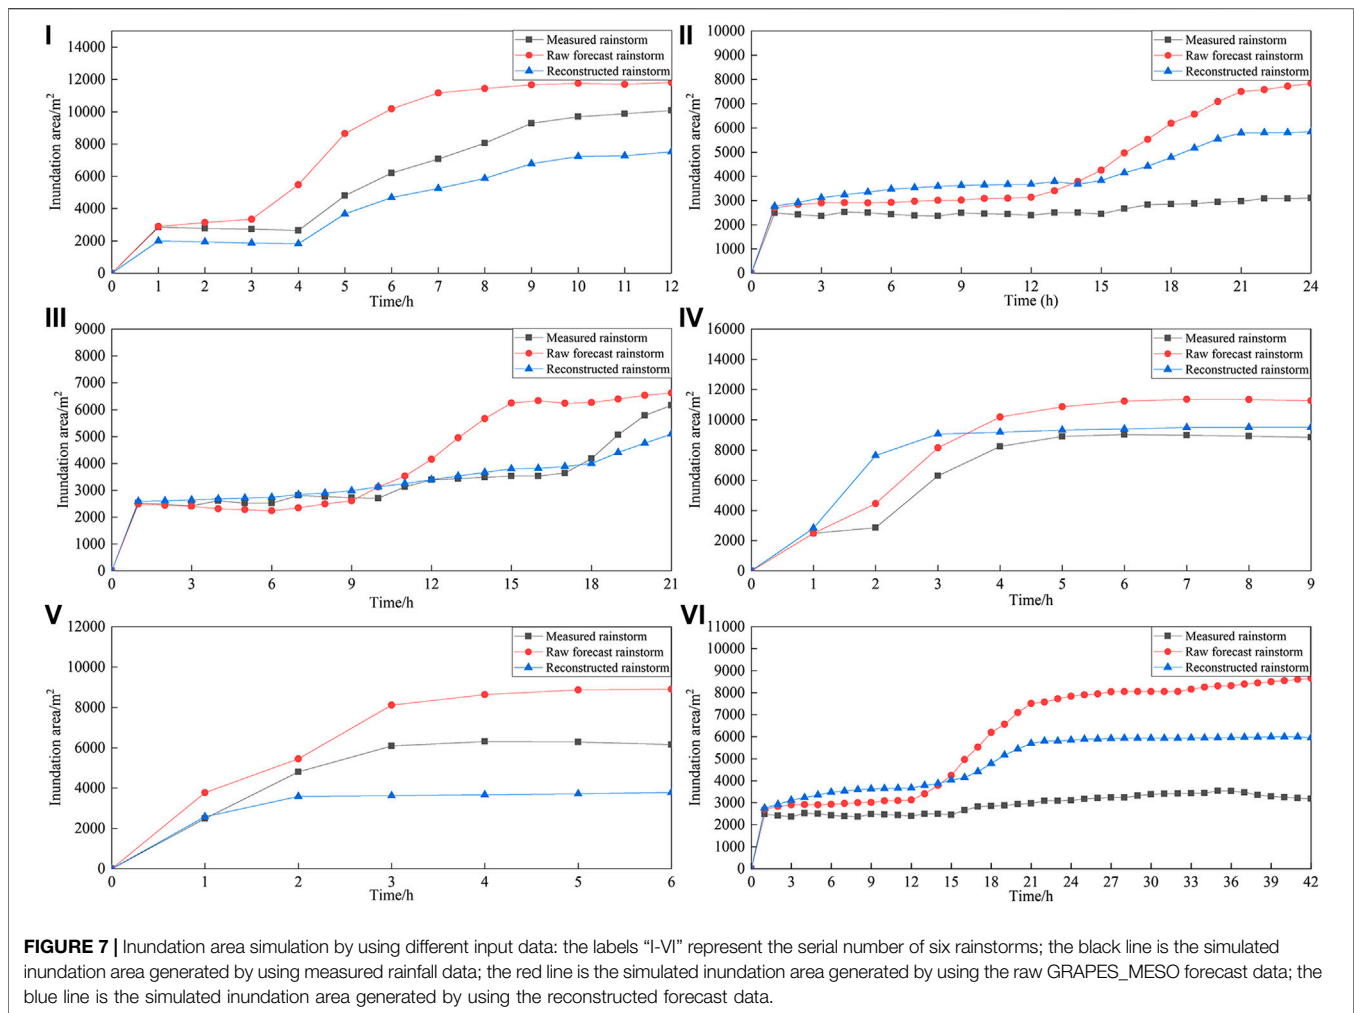 I
14000
12000
10000
8000
6000
4000
2000
0
Inundation area/m²
Measured rainstorm
Raw forecast rainstorm
Reconstructed rainstorm
0 1 2 3 4 5 6 7 8 9 10 11 12
Time/h
II
10000
9000
8000
7000
6000
5000
4000
3000
2000
1000
0
Inundation area/m²
Measured rainstorm
Raw forecast rainstorm
Reconstructed rainstorm
0 3 6 9 12 15 18 21 24
Time (h)
III
9000
8000
7000
6000
5000
4000
3000
2000
1000
0
Inundation area/m²
Measured rainstorm
Raw forecast rainstorm
Reconstructed rainstorm
0 3 6 9 12 15 18 21
Time/h
IV
16000
14000
12000
10000
8000
6000
4000
2000
0
Inundation area/m²
Measured rainstorm
Raw forecast rainstorm
Reconstructed rainstorm
0 1 2 3 4 5 6 7 8 9
Time/h
V
12000
10000
8000
6000
4000
2000
0
Inundation area/m²
Measured rainstorm
Raw forecast rainstorm
Reconstructed rainstorm
0 1 2 3 4 5 6
Time/h
VI
11000
10000
9000
8000
7000
6000
5000
4000
3000
2000
1000
0
Inundation area/m²
Measured rainstorm
Raw forecast rainstorm
Reconstructed rainstorm
0 3 6 9 12 15 18 21 24 27 30 33 36 39 42
Time/h
FIGURE 7 | Inundation area simulation by using different input data: the labels “I-VI” represent the serial number of six rainstorms; the black line is the simulated
inundation area generated by using measured rainfall data; the red line is the simulated inundation area generated by using the raw GRAPES_MESO forecast data; the
blue line is the simulated inundation area generated by using the reconstructed forecast data.